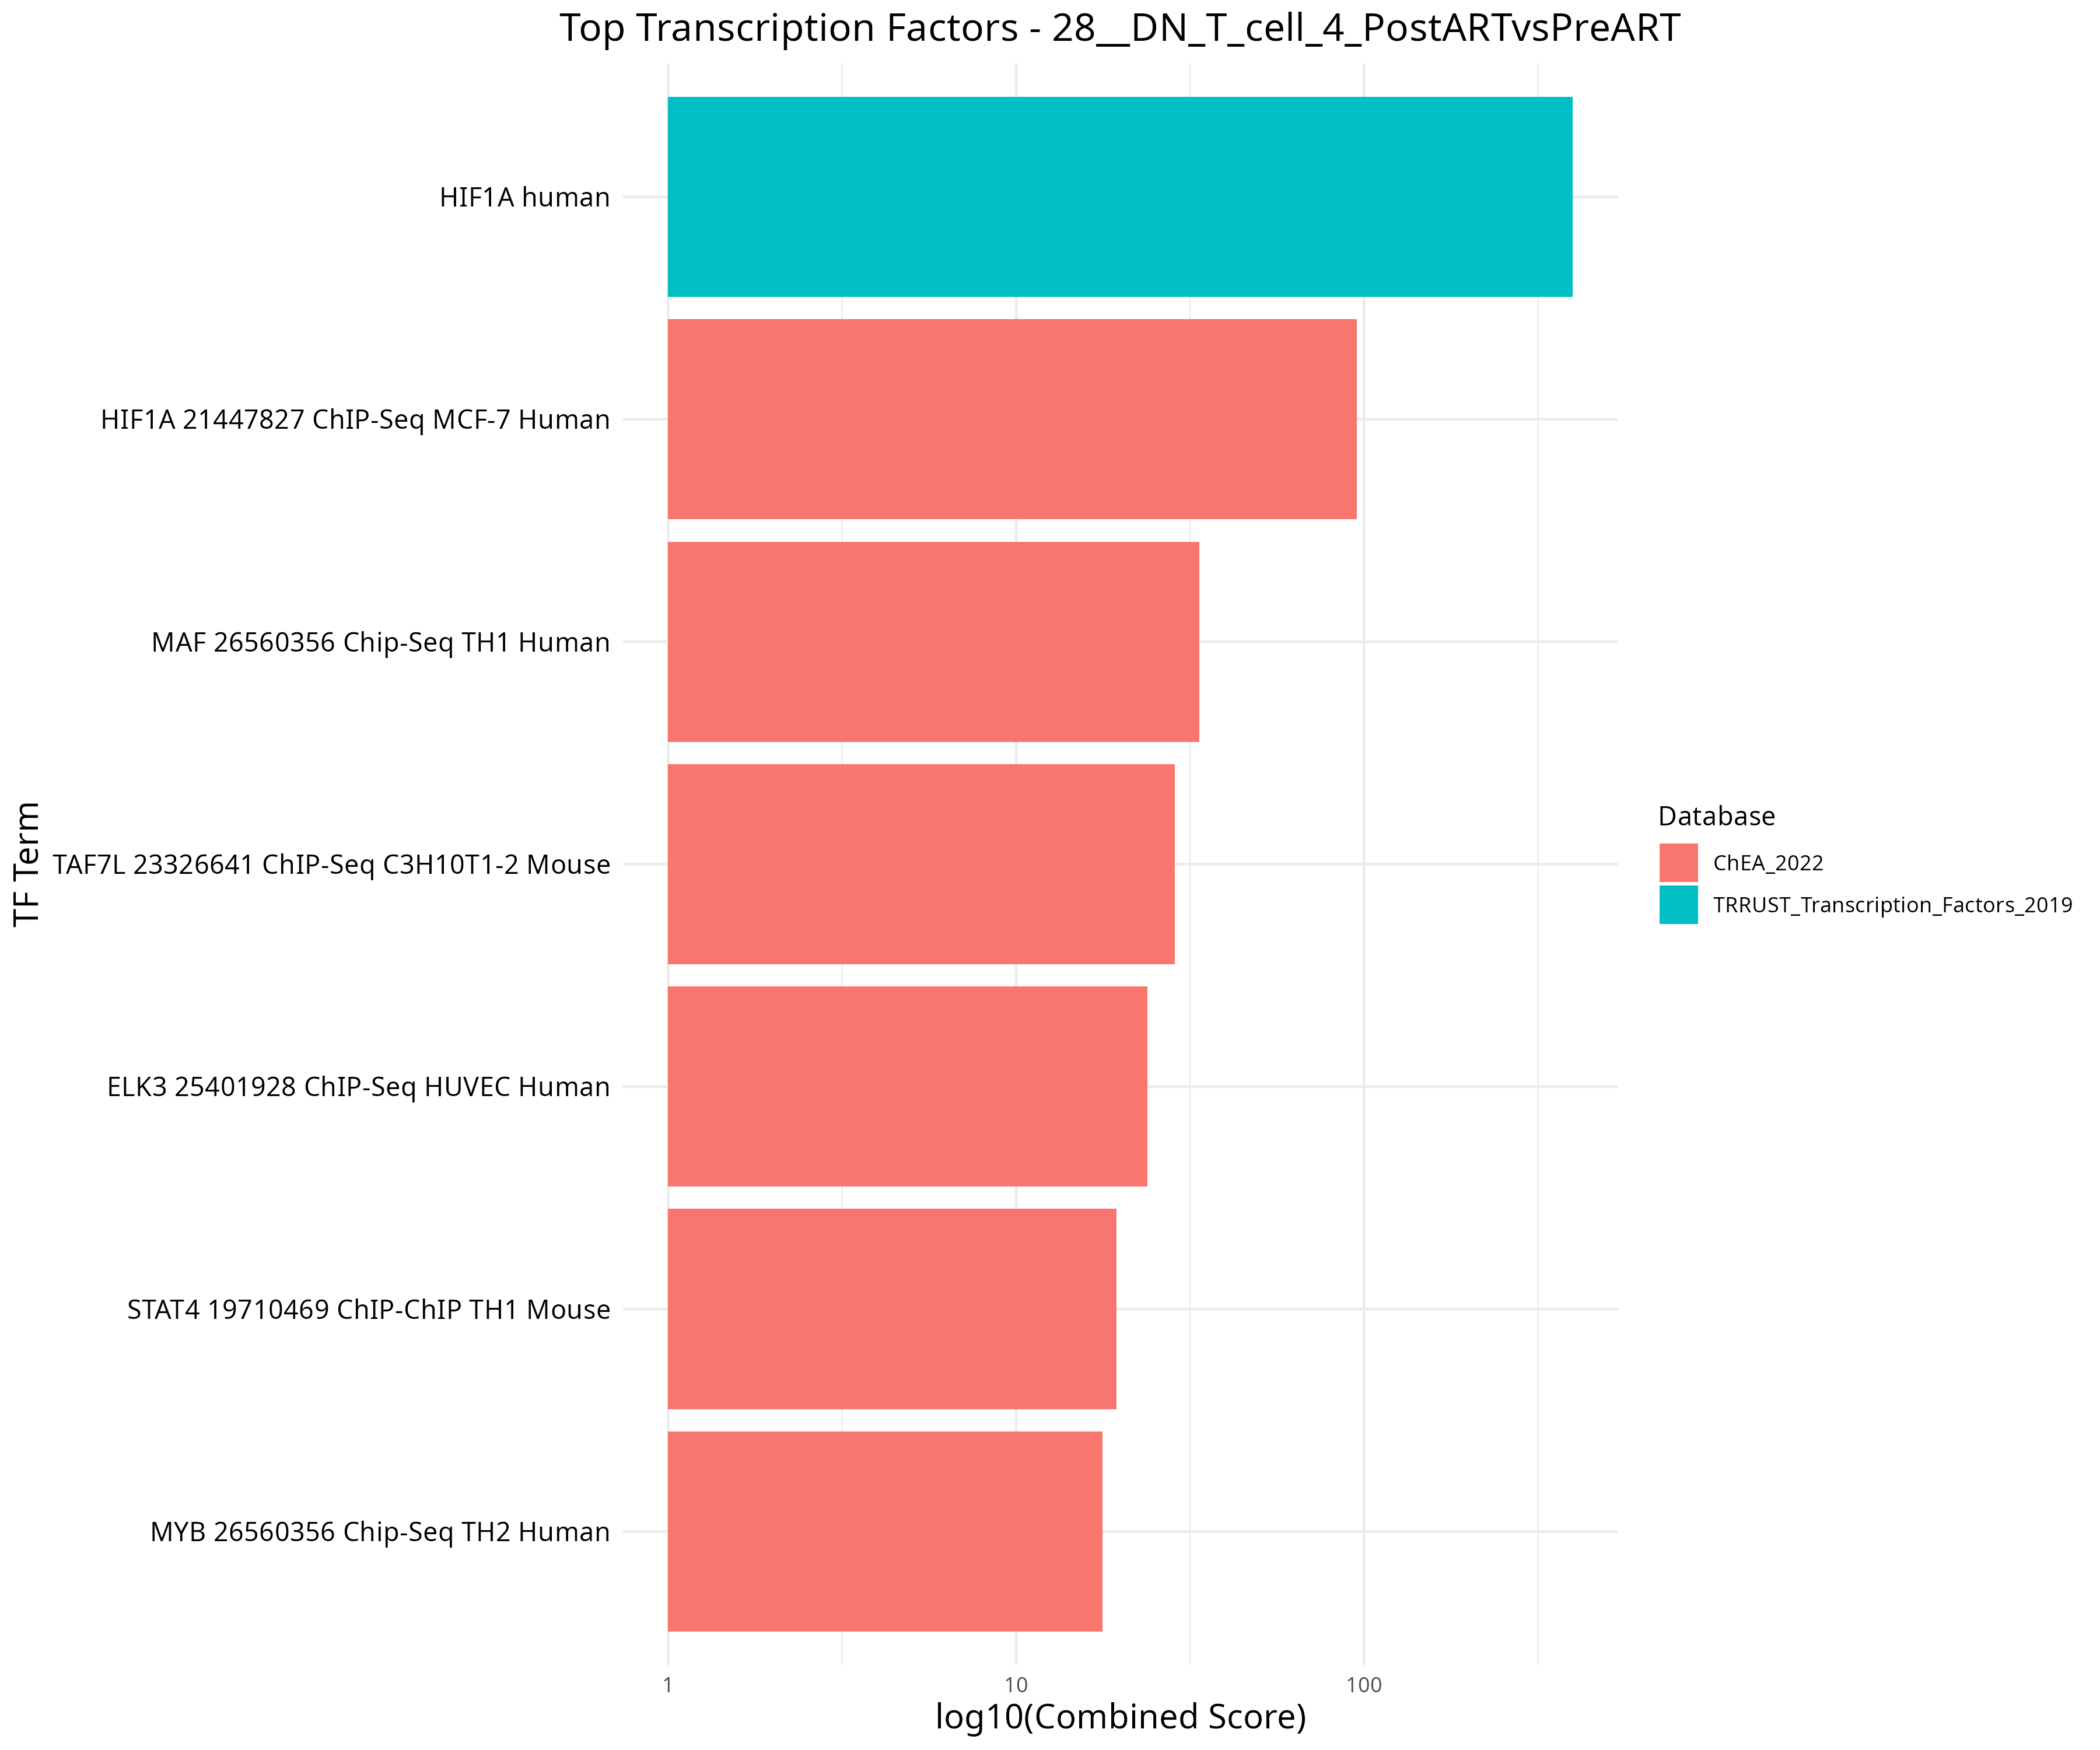 Top Transcription Factors - 28__DN_T_cell_4_PostARTvsPreART
TF Term
HIF1A human
HIF1A 21447827 ChIP-Seq MCF-7 Human
MAF 26560356 Chip-Seq TH1 Human
TAF7L 23326641 ChIP-Seq C3H10T1-2 Mouse
ELK3 25401928 ChIP-Seq HUVEC Human
STAT4 19710469 ChIP-ChIP TH1 Mouse
MYB 26560356 Chip-Seq TH2 Human
1 10 100
log10(Combined Score)
Database
ChEA_2022
TRRUST_Transcription_Factors_2019